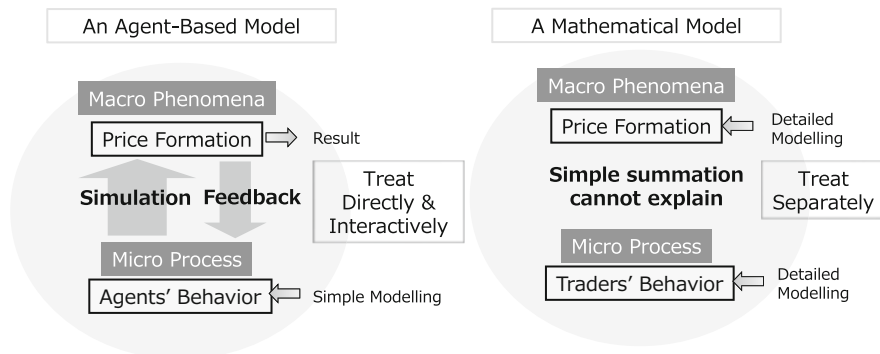 An Agent-Based Model
Macro Phenomena
Price Formation
Result
Simulation
Feedback
Treat
Directly &
Interactively
Micro Process
Agents’ Behavior
Simple Modelling
A Mathematical Model
Macro Phenomena
Price Formation
Detailed
Modelling
Simple summation
cannot explain
Treat
Separately
Micro Process
Traders’ Behavior
Detailed
Modelling